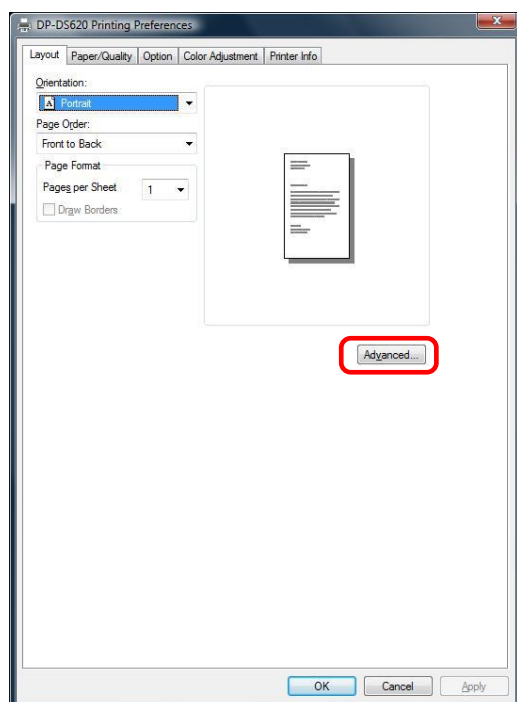 DP-DS620 Printing Preferences
Layout Paper/Quality Option Color Adjustment Printer Info
Orientation:
A Portrait
Page Order:
Front to Back
Page Format
Pages per Sheet 1
Draw Borders
Advanced...
OK Cancel Apply